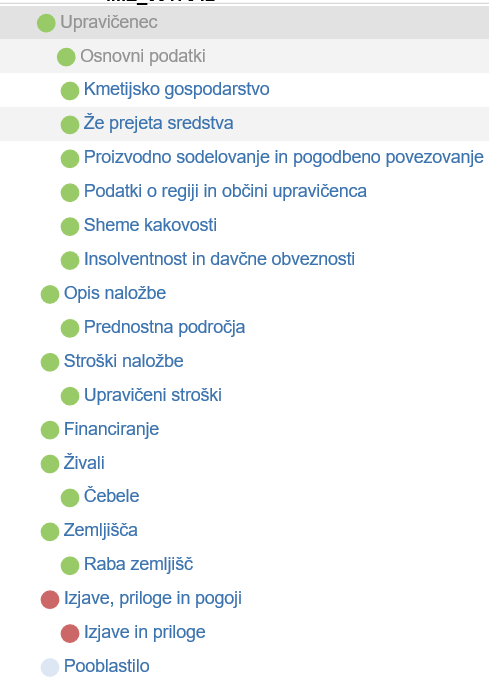 Upravičenec
Osnovni podatki
Kmetijsko gospodarstvo
Že prejeta sredstva
Proizvodno sodelovanje in pogodbeno povezovanje
Podatki o regiji in občini upravičenca
Sheme kakovosti
Insolventnost in davčne obveznosti
Opis naložbe
Prednostna področja
Stroški naložbe
Upravičeni stroški
Financiranje
Živali
Čebele
Zemljišča
Raba zemljišč
Izjave, priloge in pogoji
Izjave in priloge
Pooblastilo